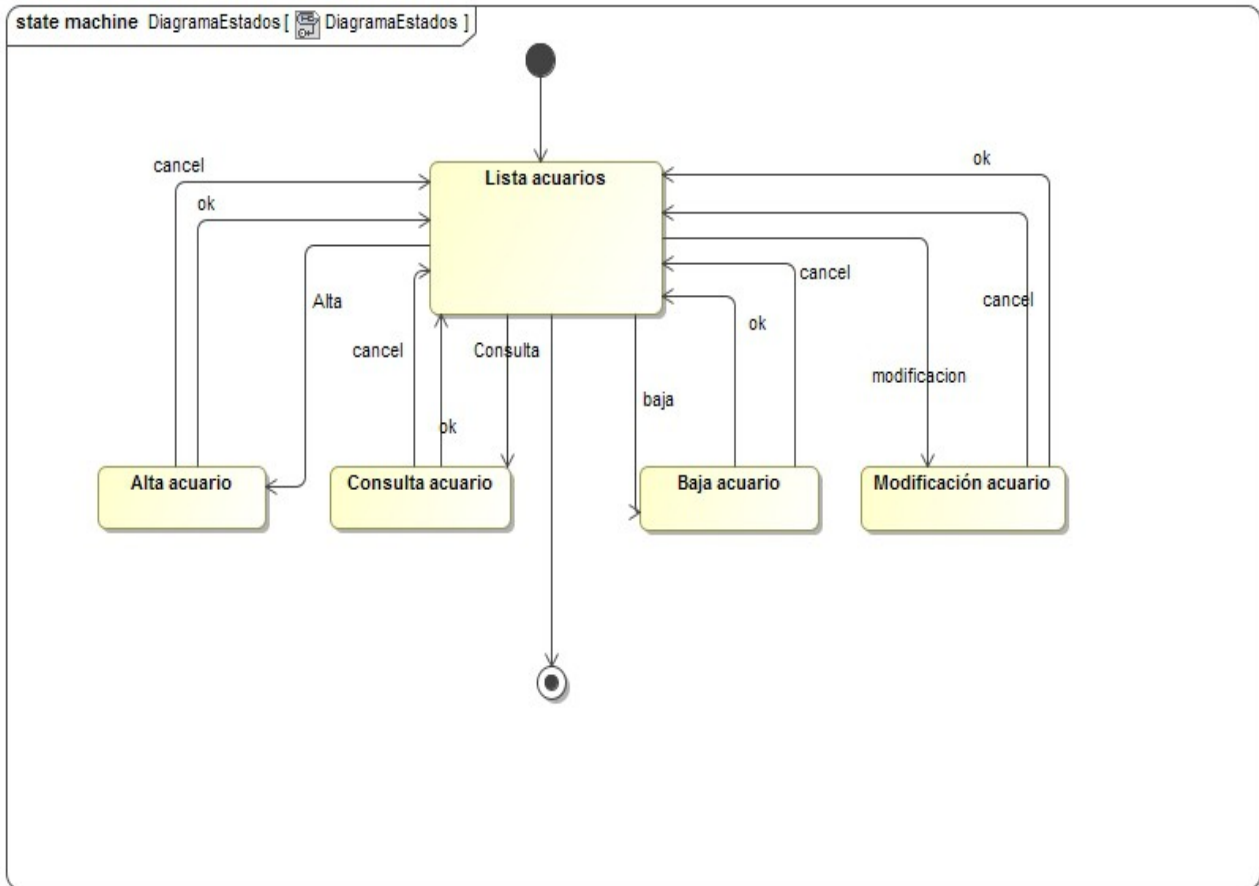 state machine DiagramaEstados [ DiagramaEstados ]
cancel
ok
Lista acuarios
ok
Alta
cancel
Consulta
ok
baja
ok
cancel
modificacion
cancel
Alta acuario
Consulta acuario
Baja acuario
Modificación acuario